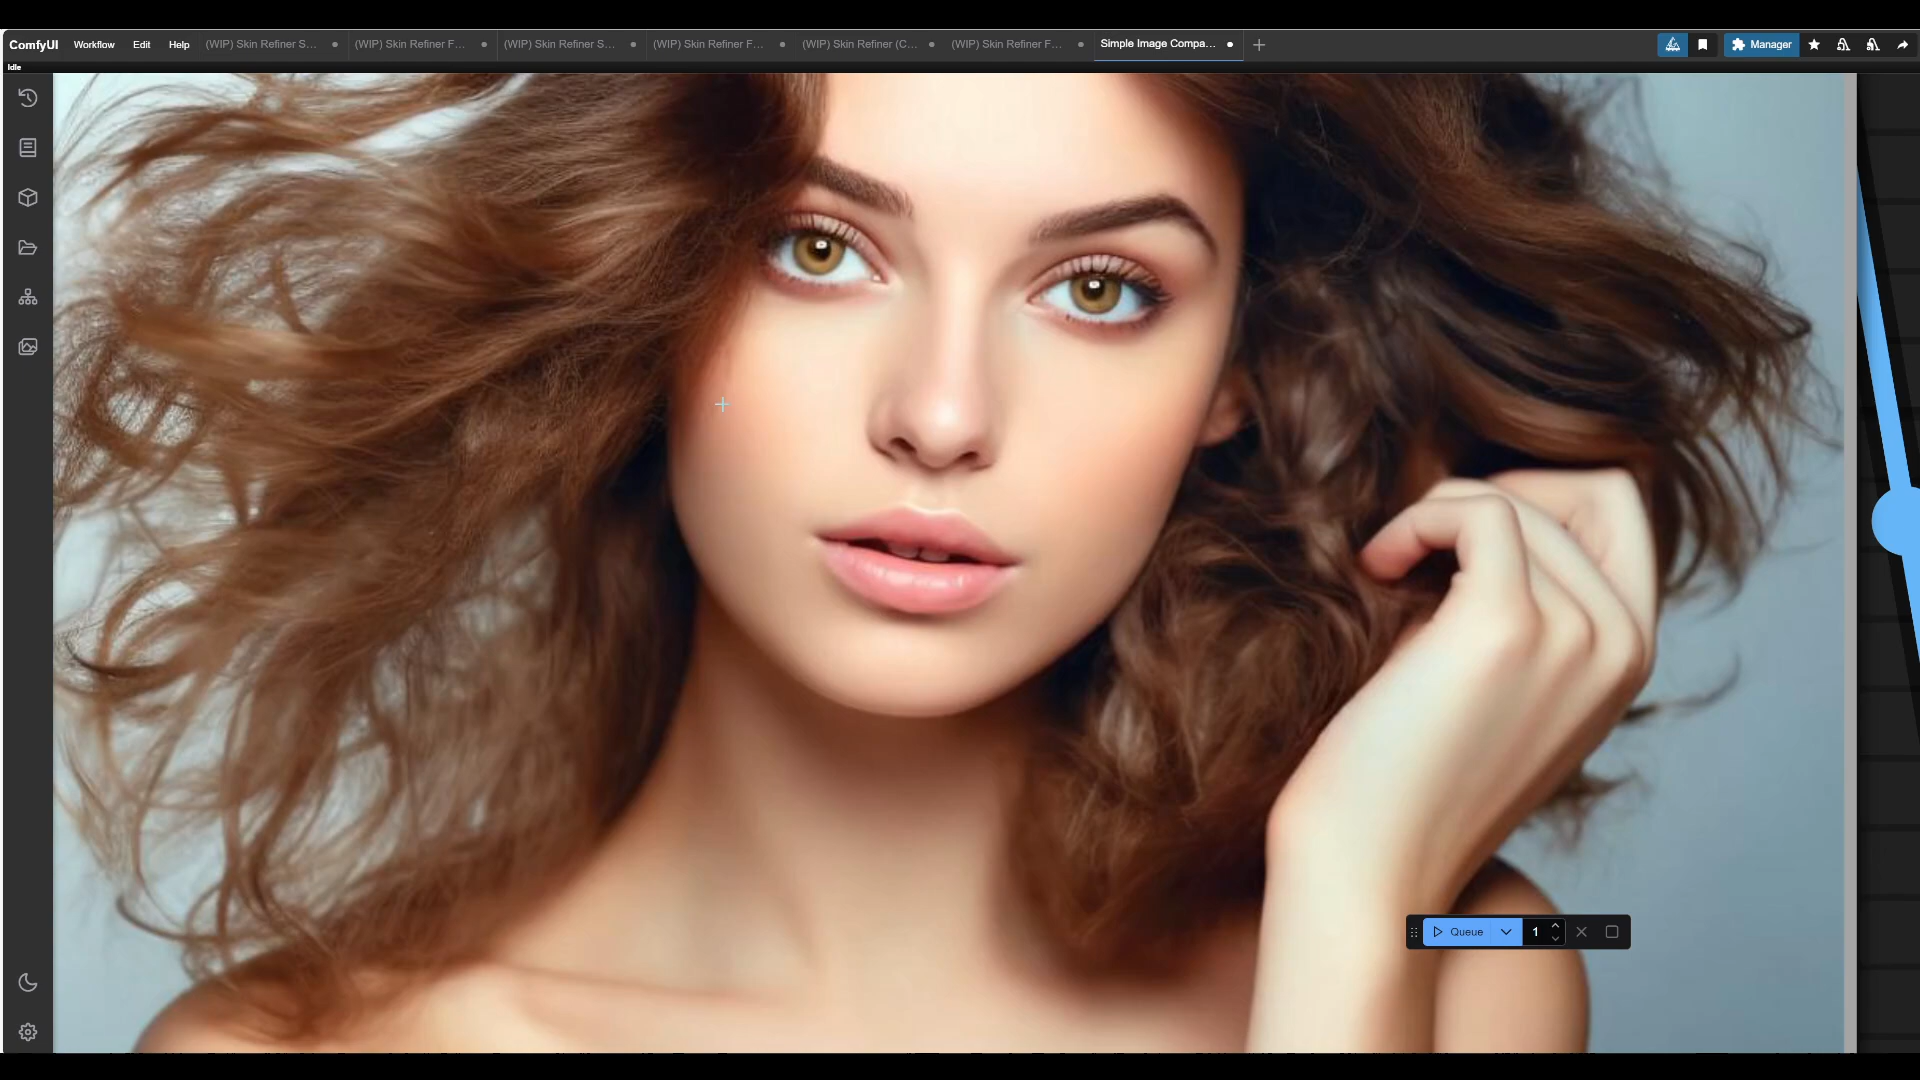 ComfyUI Workflow Edit Help (WIP) Skin Refiner S... (WIP) Skin Refiner F... (WIP) Skin Refiner S... (WIP) Skin Refiner F... (WIP) Skin Refiner (C... (WIP) Skin Refiner F... Simple Image Compa... Manager
Idle
Queue 1